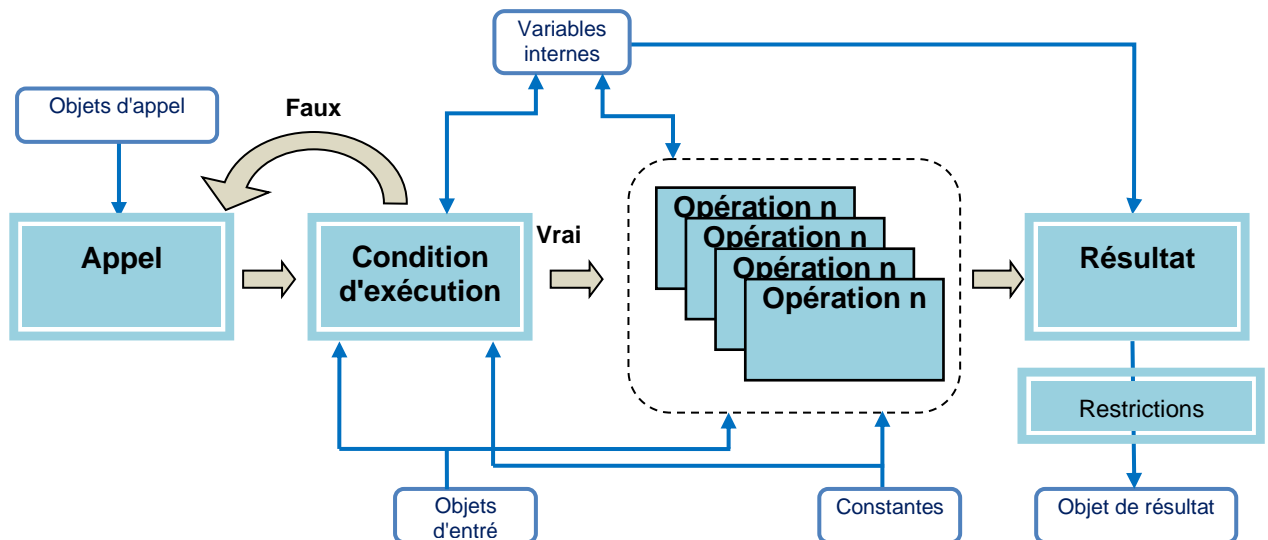 Variables
internes
Objets d'appel
Faux
Appel
Condition
d'exécution
Vrai
Opération n
Opération n
Opération n
Opération n
Résultat
Restrictions
Objets
d'entré
Constantes
Objet de résultat